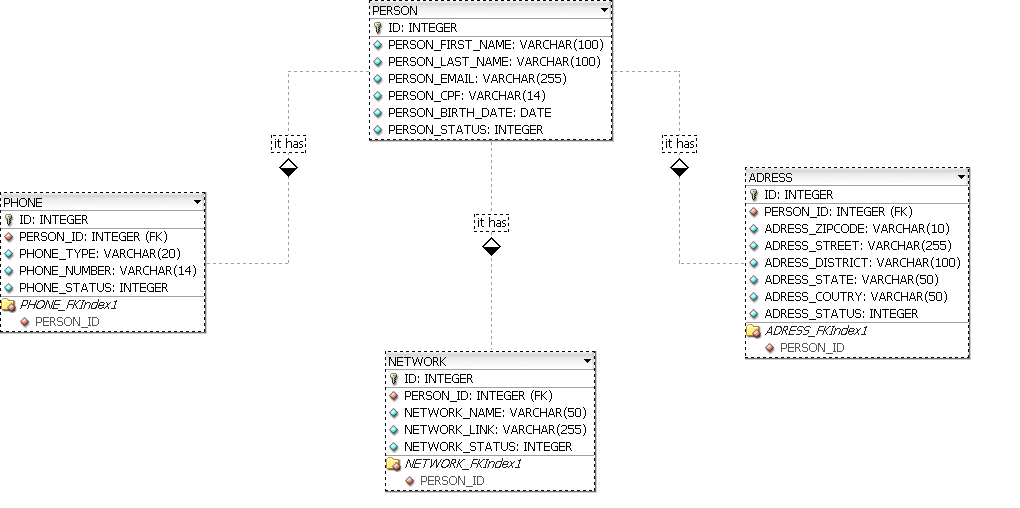 PERSON
ID: INTEGER
PERSON_FIRST_NAME: VARCHAR(100)
PERSON_LAST_NAME: VARCHAR(100)
PERSON_EMAIL: VARCHAR(255)
PERSON_CPF: VARCHAR(14)
PERSON_BIRTH_DATE: DATE
PERSON_STATUS: INTEGER
it has
it has
it has
PHONE
ID: INTEGER
PERSON_ID: INTEGER (FK)
PHONE_TYPE: VARCHAR(20)
PHONE_NUMBER: VARCHAR(14)
PHONE_STATUS: INTEGER
PHONE_FKIndex1
PERSON_ID
ADRESS
ID: INTEGER
PERSON_ID: INTEGER (FK)
ADRESS_ZIPCODE: VARCHAR(10)
ADRESS_STREET: VARCHAR(255)
ADRESS_DISTRICT: VARCHAR(100)
ADRESS_STATE: VARCHAR(50)
ADRESS_COUTRY: VARCHAR(50)
ADRESS_STATUS: INTEGER
ADRESS_FKIndex1
PERSON_ID
NETWORK
ID: INTEGER
PERSON_ID: INTEGER (FK)
NETWORK_NAME: VARCHAR(50)
NETWORK_LINK: VARCHAR(255)
NETWORK_STATUS: INTEGER
NETWORK_FKIndex1
PERSON_ID